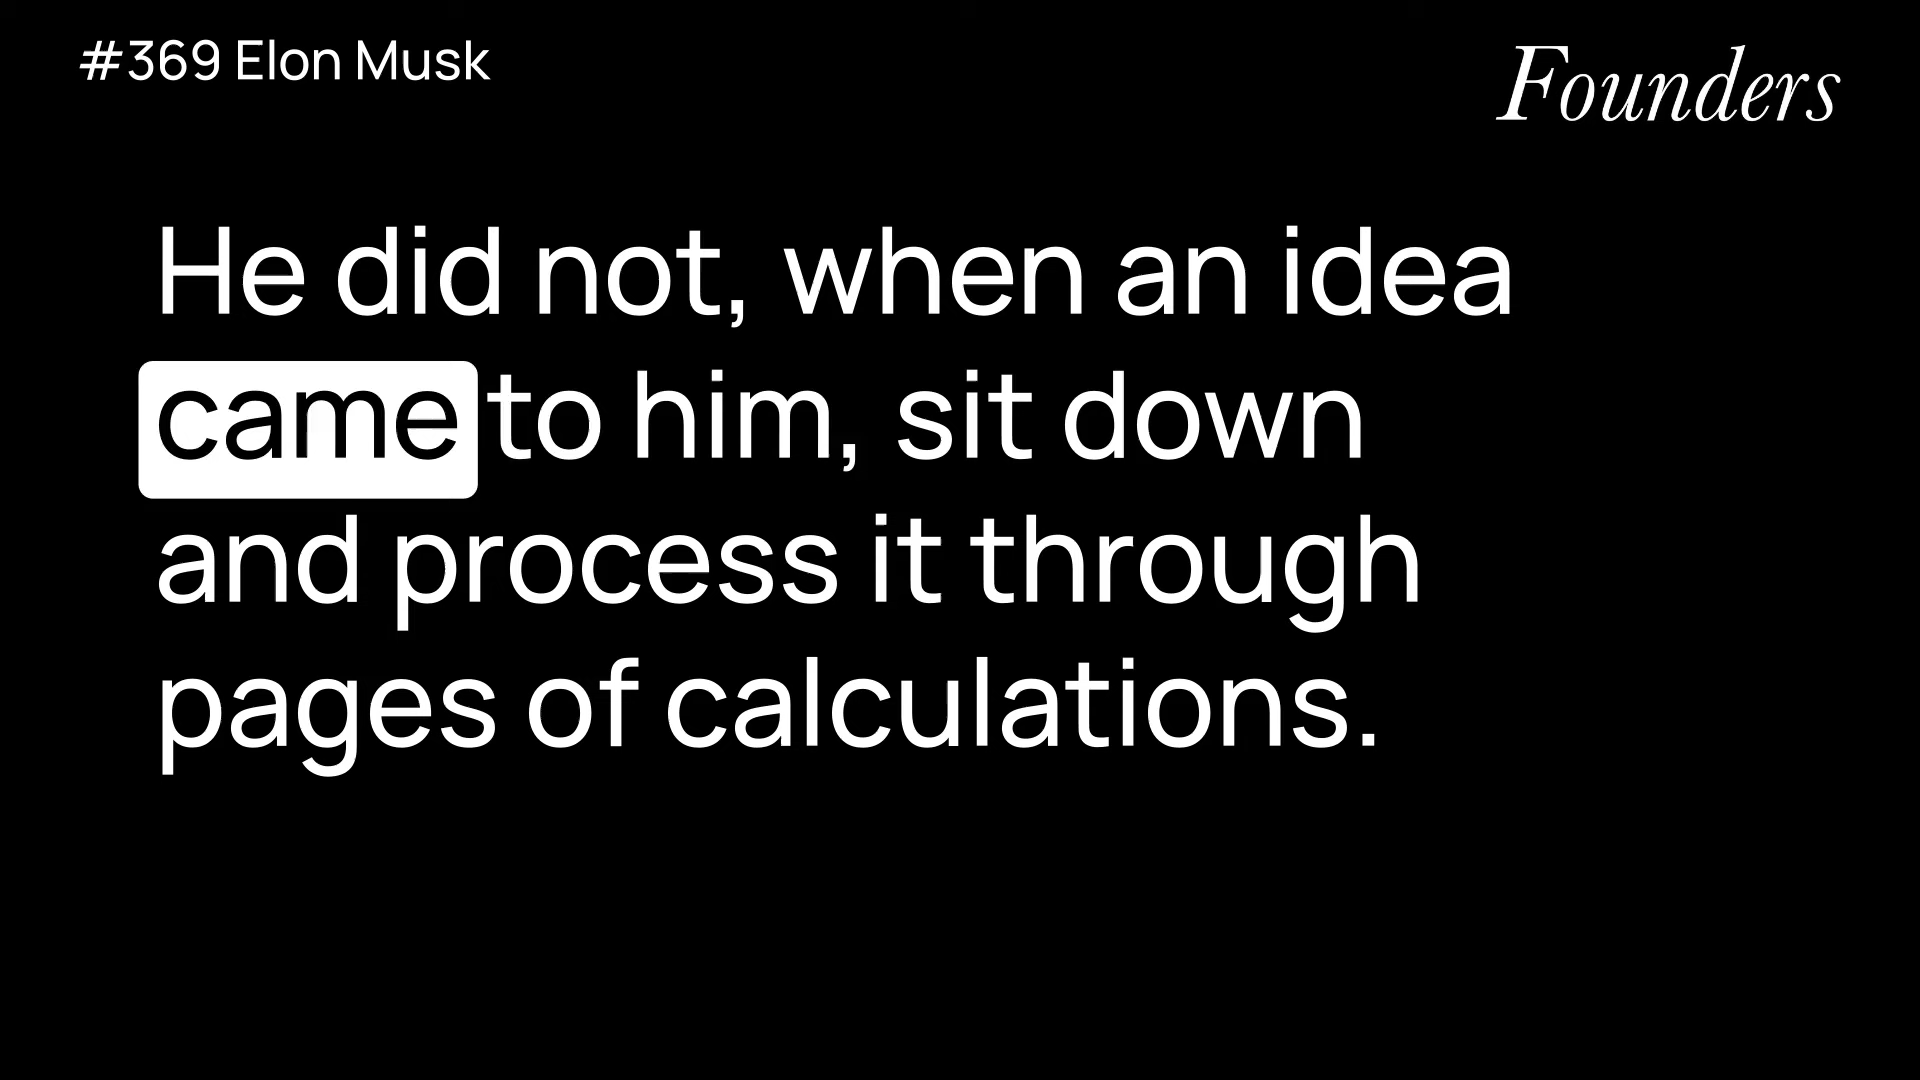 #369 Elon Musk
Founders
He did not, when an idea
came to him, sit down
and process it through
pages of calculations.